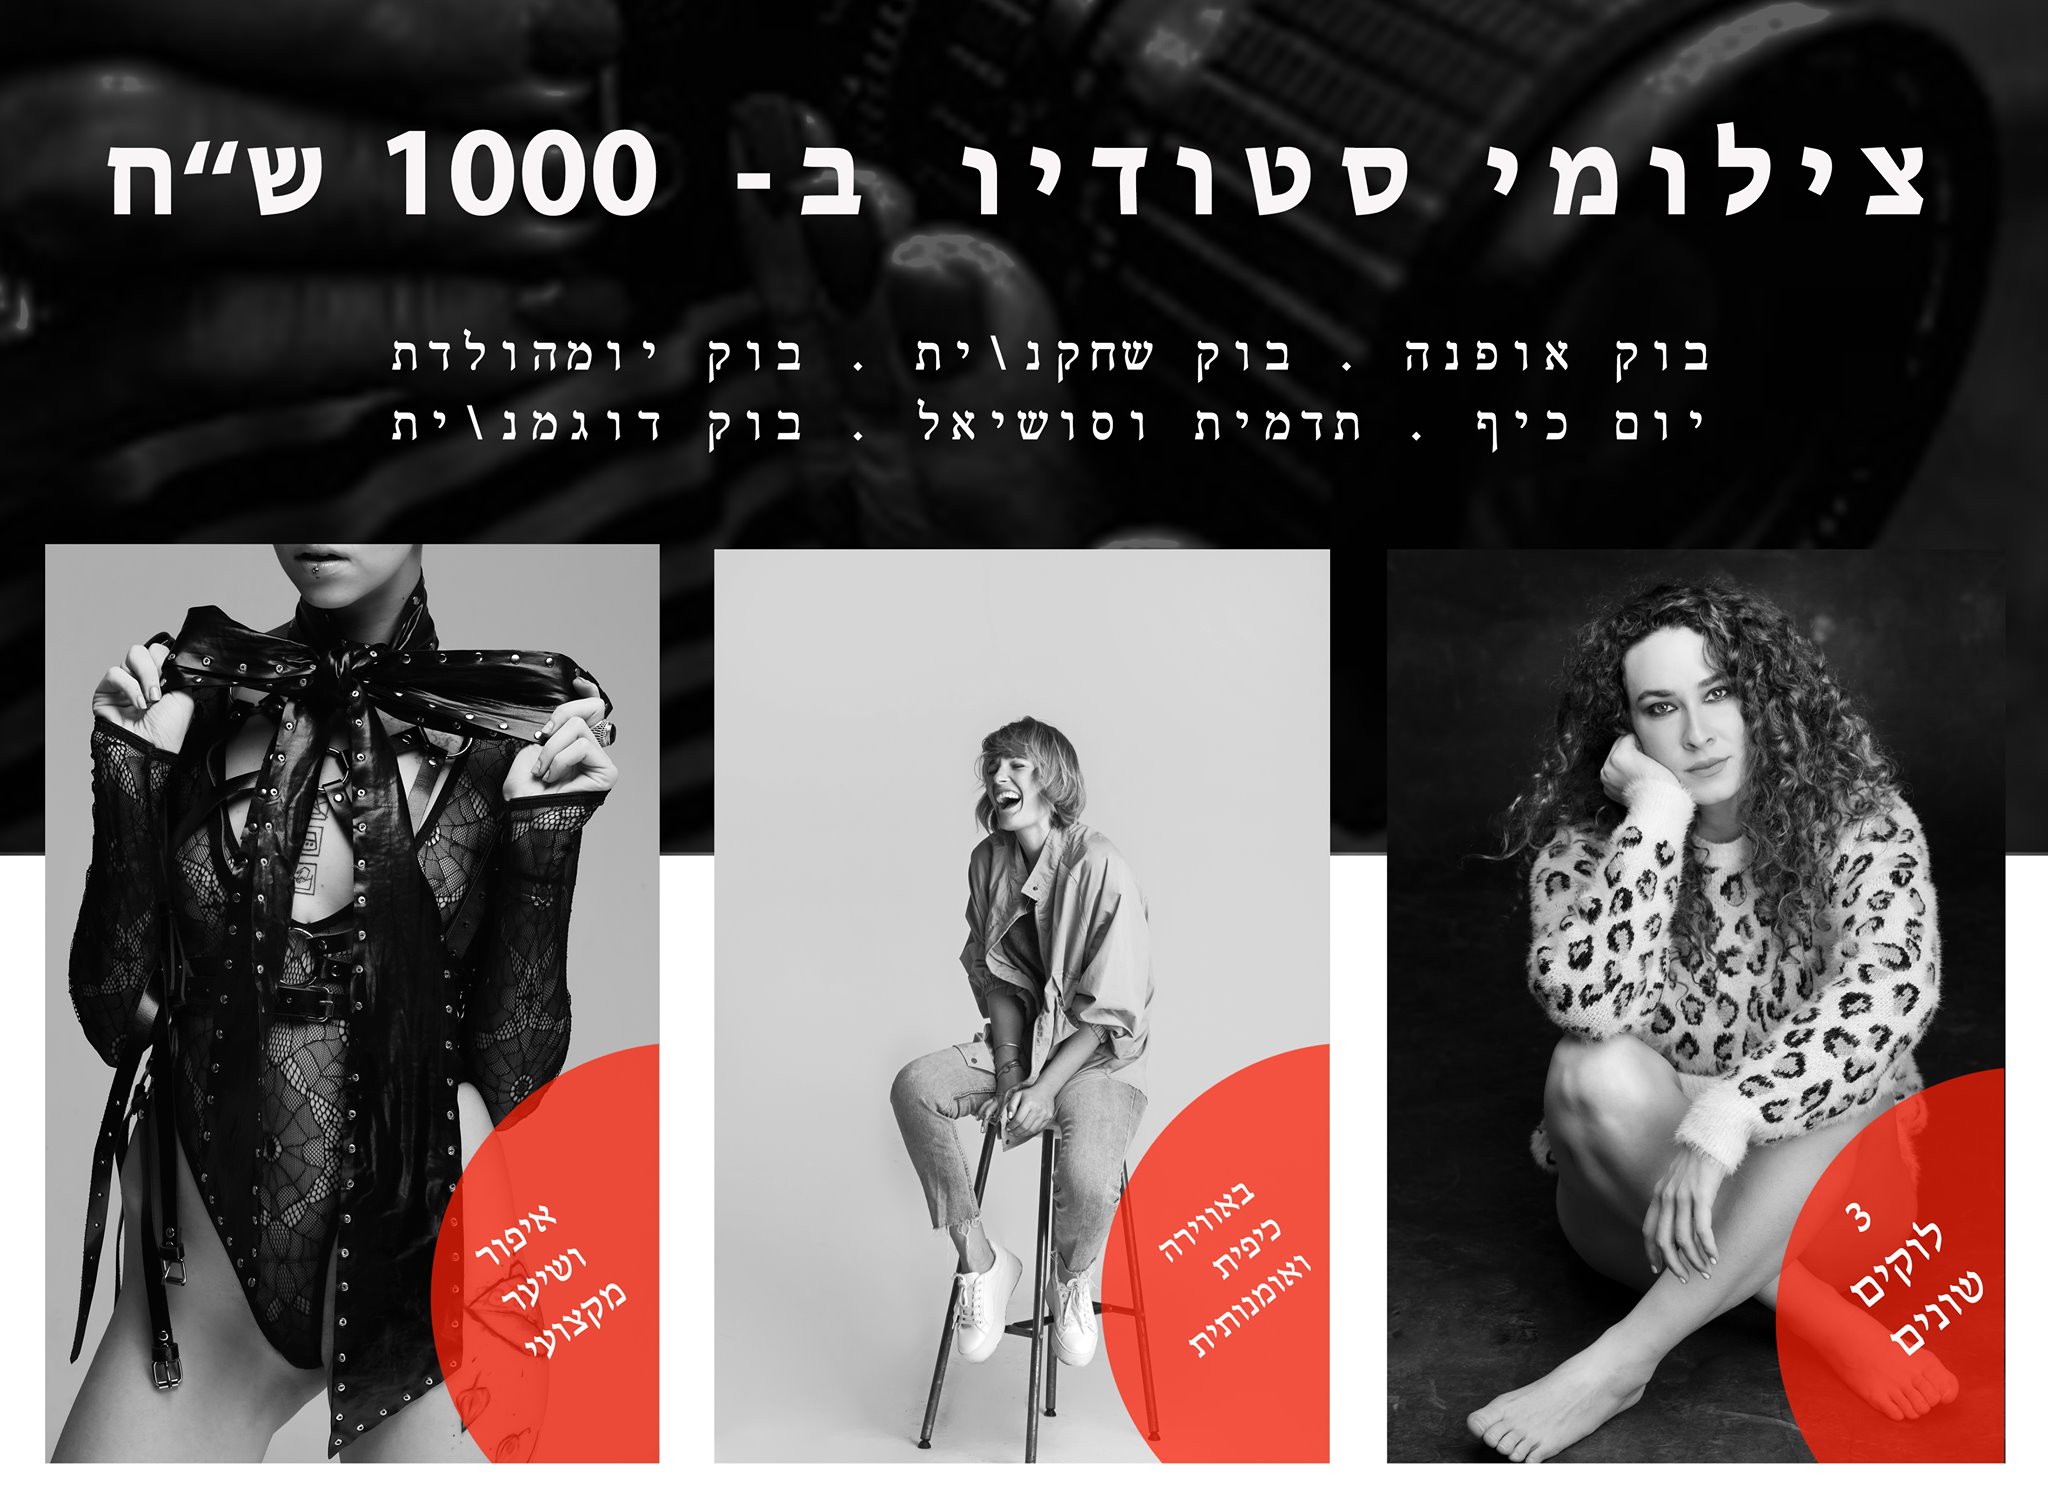 צילומי סטודיו ב- 1000 ש״ח
בוק אופנה . בוק שחקנ\ית . בוק יומהולדת
יום כיף . תדמית וסושיאל . בוק דוגמנ\ית
איפור
ושיער
מקצועי
באווירה
כיפית
ואומנותית
3
לוקים
שונים